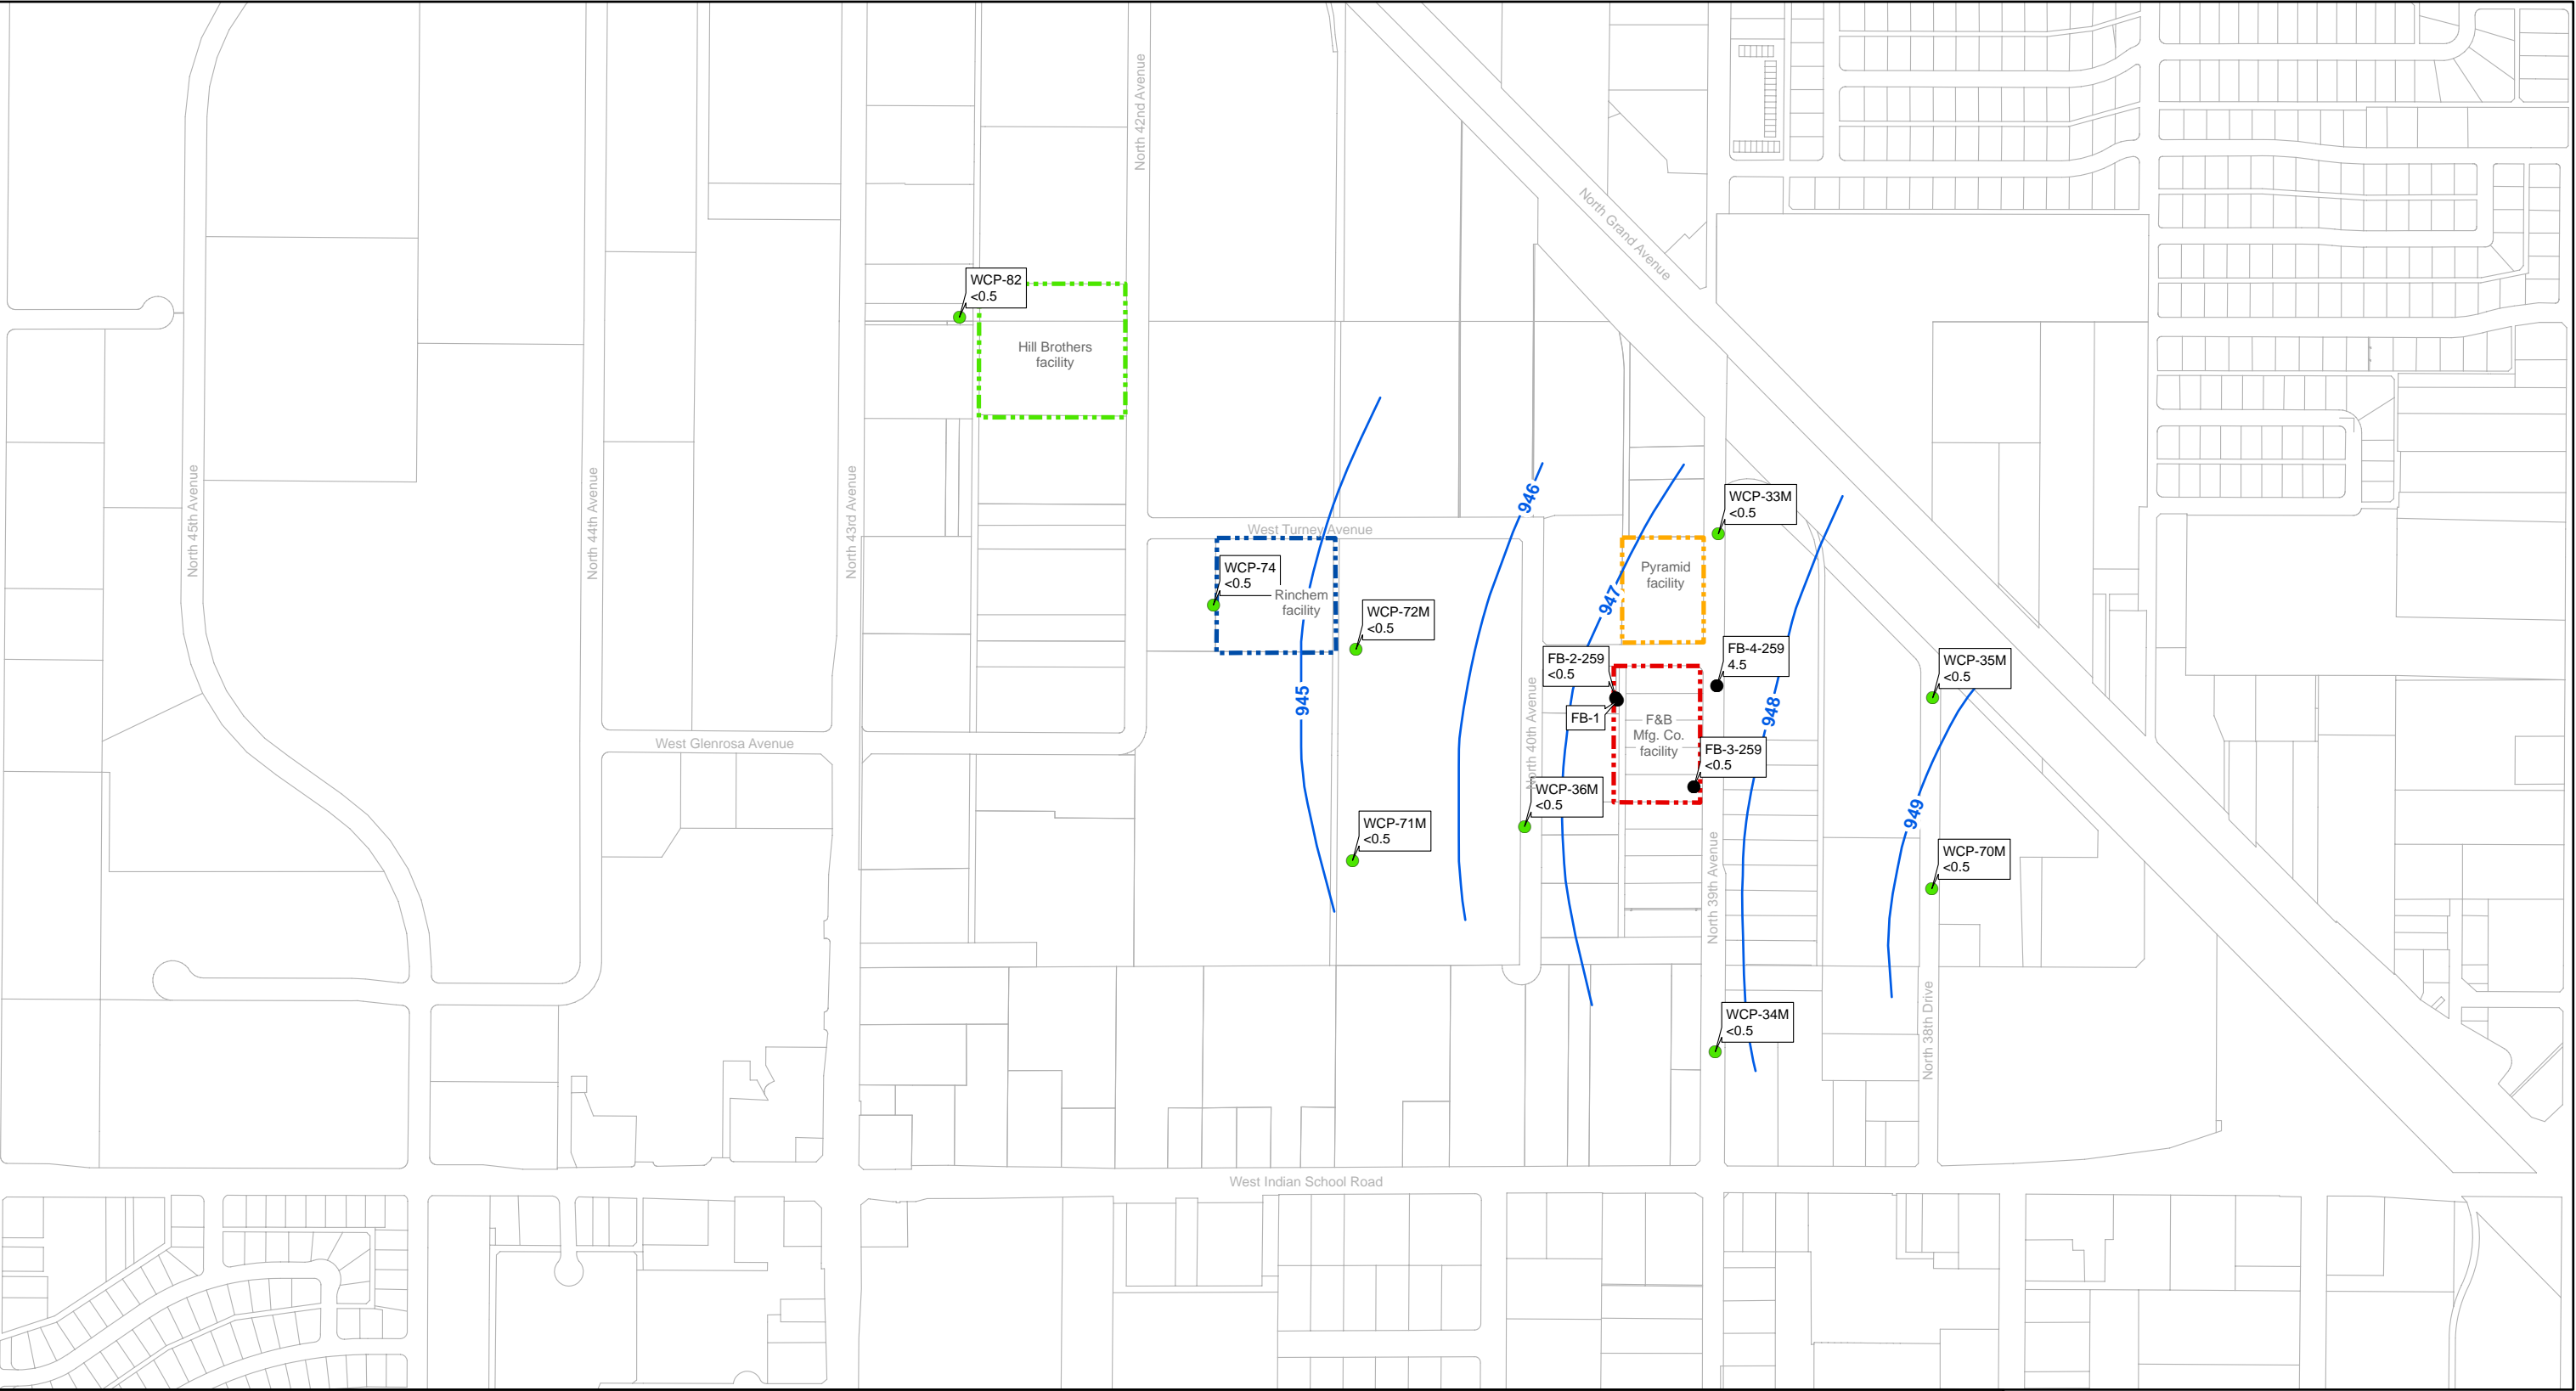 North 42nd Avenue
North Grand Avenue
WCP-82
<0.5
Hill Brothers
facility
North 45th Avenue
North 44th Avenue
North 43rd Avenue
946
WCP-33M
<0.5
West Turney Avenue
WCP-74
<0.5
Rinchem
facility
Pyramid
facility
947
WCP-72M
<0.5
FB-2-259
<0.5
FB-4-259
4.5
WCP-35M
<0.5
945
FB-1
F&B
Mfg. Co.
facility
948
North 40th Avenue
West Glenrosa Avenue
FB-3-259
<0.5
WCP-36M
<0.5
949
WCP-71M
<0.5
WCP-70M
<0.5
North 39th Avenue
WCP-34M
<0.5
North 38th Drive
West Indian School Road